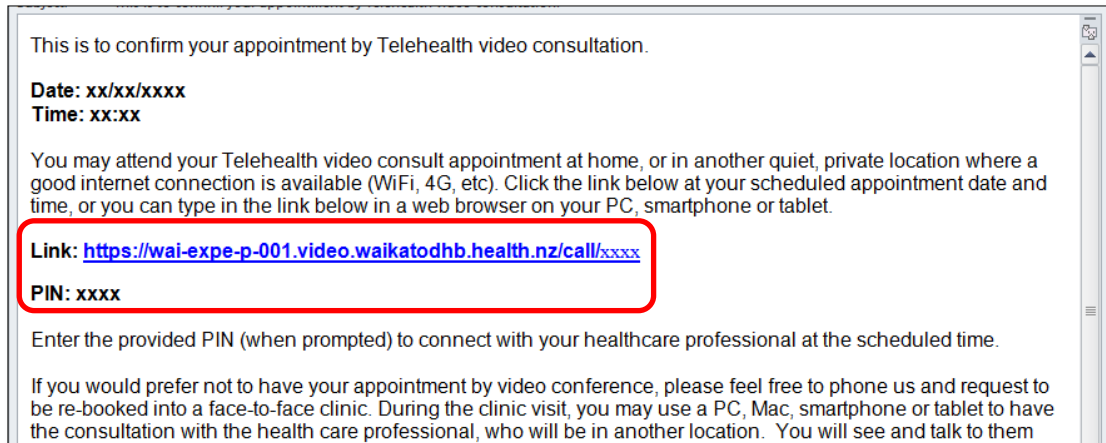 This is to confirm your appointment by Telehealth video consultation.
Date: xx/xx/xxxx
Time: xx:xx
You may attend your Telehealth video consult appointment at home, or in another quiet, private location where a
good internet connection is available (WiFi, 4G, etc). Click the link below at your scheduled appointment date and
time, or you can type in the link below in a web browser on your PC, smartphone or tablet.
Link: https://wai-expe-p-001.video.waikatodhb.health.nz/call/xxxx
PIN: xxxx
Enter the provided PIN (when prompted) to connect with your healthcare professional at the scheduled time.
If you would prefer not to have your appointment by video conference, please feel free to phone us and request to
be re-booked into a face-to-face clinic. During the clinic visit, you may use a PC, Mac, smartphone or tablet to have
the consultation with the health care professional, who will be in another location.  You will see and talk to them